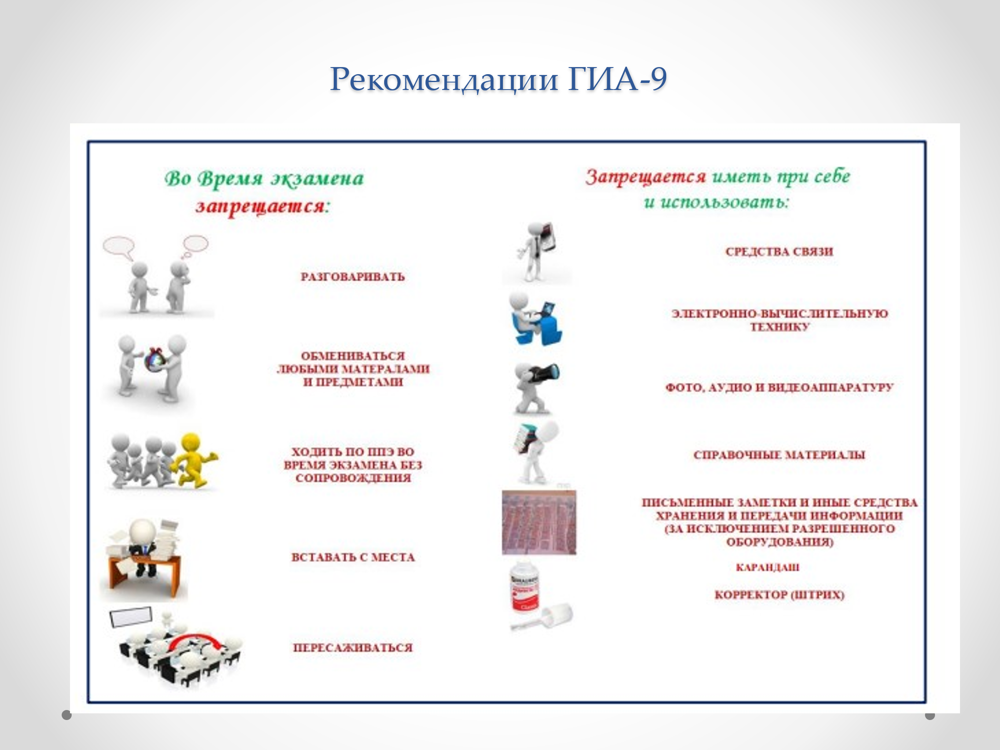 Рекомендации ГИА-9
Во Время экзамена
запрещается:
РАЗГОВАРИВАТЬ
ОБМЕНИВАТЬСЯ
ЛЮБЫМИ МАТЕРАЛАМИ
И ПРЕДМЕТАМИ
ХОДИТЬ ПО ППЭ ВО
ВРЕМЯ ЭКЗАМЕНА БЕЗ
СОПРОВОЖДЕНИЯ
ВСТАВАТЬ С МЕСТА
ПЕРЕСАЖИВАТЬСЯ
Запрещается иметь при себе
и использовать:
СРЕДСТВА СВЯЗИ
ЭЛЕКТРОННО-ВЫЧИСЛИТЕЛЬНУЮ
ТЕХНИКУ
ФОТО, АУДИО И ВИДЕОАППАРАТУРУ
СПРАВОЧНЫЕ МАТЕРИАЛЫ
ПИСЬМЕННЫЕ ЗАМЕТКИ И ИНЫЕ СРЕДСТВА
ХРАНЕНИЯ И ПЕРЕДАЧИ ИНФОРМАЦИИ
(ЗА ИСКЛЮЧЕНИЕМ РАЗРЕШЕННОГО
ОБОРУДОВАНИЯ)
КАРАНДАШ
КОРРЕКТОР (ШТРИХ)